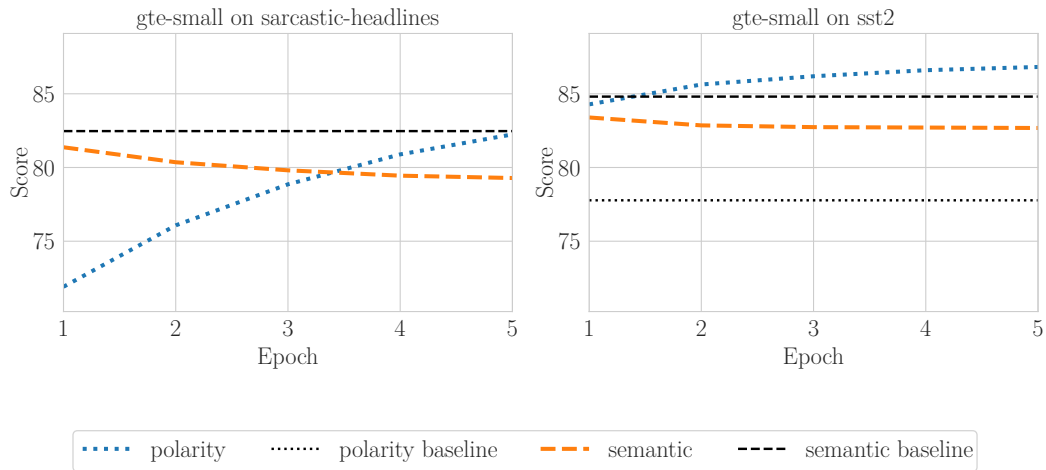 gte-small on sarcastic-headlines
85
80
75
Score
1 2 3 4 5
Epoch
gte-small on sst2
85
80
75
Score
1 2 3 4 5
Epoch
polarity polarity baseline semantic semantic baseline